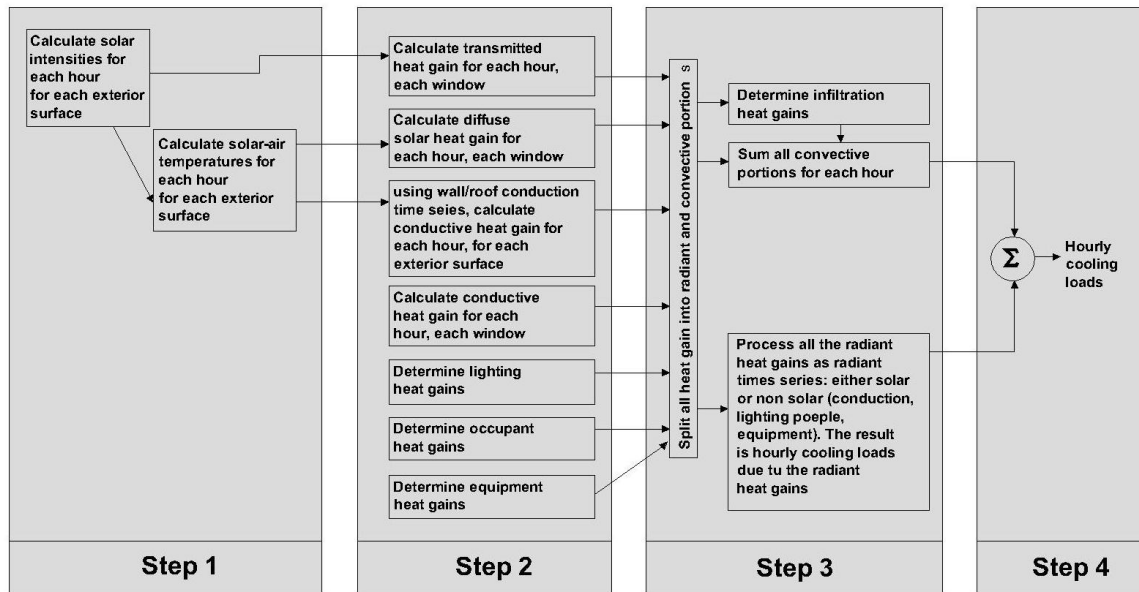 Calculate solar
intensities for
each hour
for each exterior
surface
Calculate solar-air
temperatures for
each hour
for each exterior
surface
Step 1
Calculate transmitted
heat gain for each hour,
each window
Calculate diffuse
solar heat gain for
each hour, each window
using wall/roof conduction
time seies, calculate
conductive heat gain for
each hour, for each
exterior surface
Calculate conductive
heat gain for each
hour, each window
Determine lighting
heat gains
Determine occupant
heat gains
Determine equipment
heat gains
Step 2
Split all heat gain into radiant and convective portion s
Determine infiltration
heat gains
Sum all convective
portions for each hour
Process all the radiant
heat gains as radiant
times series: either solar
or non solar (conduction,
lighting poeple,
equipment). The result
is hourly cooling loads
due tu the radiant
heat gains
Step 3
Σ
Hourly
cooling
loads
Step 4